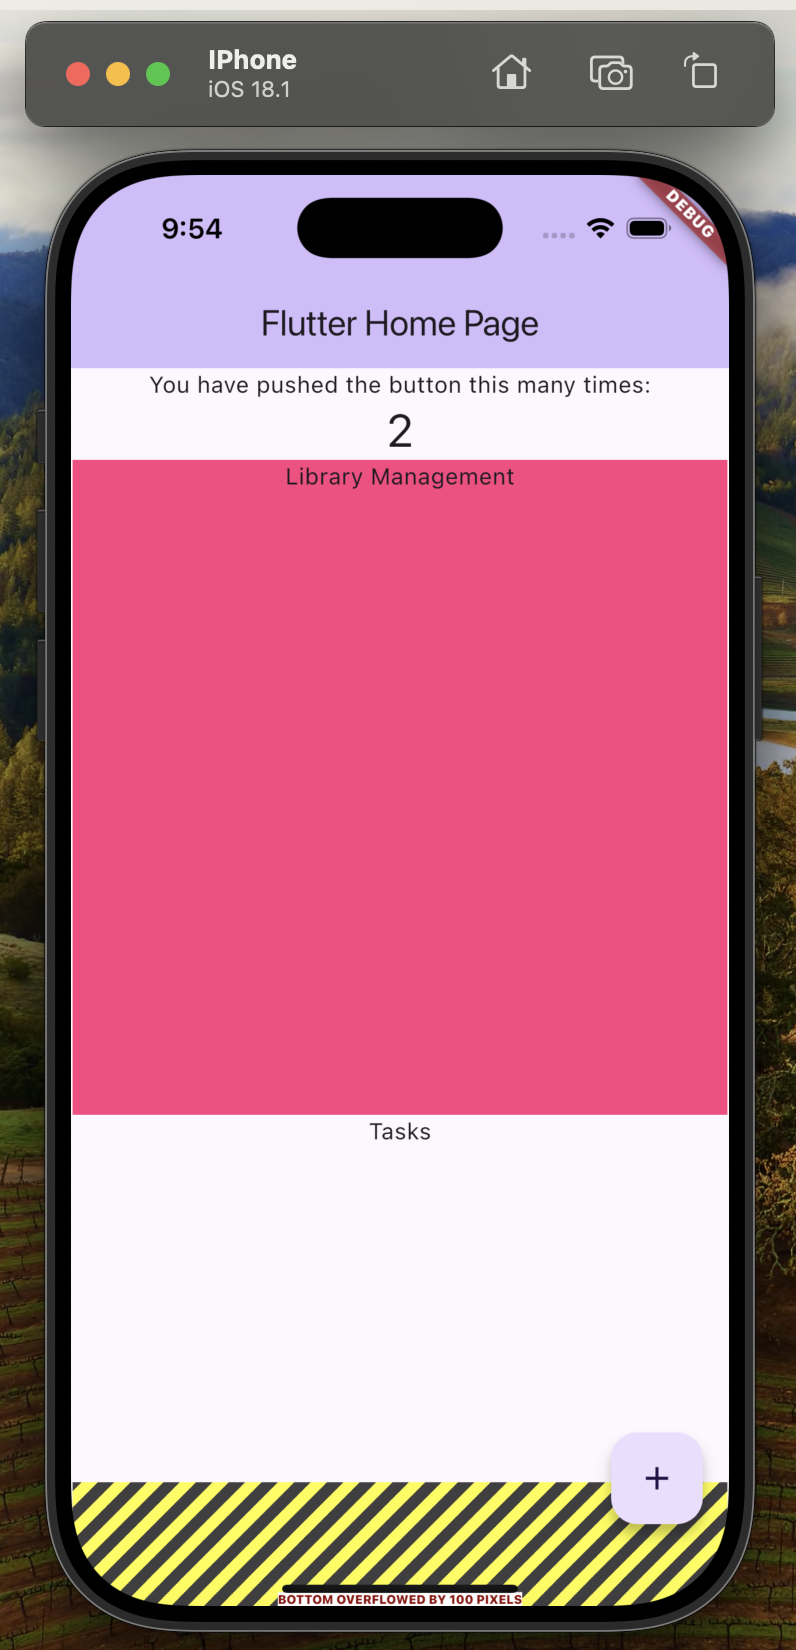 IPhone
iOS 18.1
9:54
DEBUG
Flutter Home Page
You have pushed the button this many times:
2
Library Management
Tasks
+
BOTTOM OVERFLOWED BY 100 PIXELS